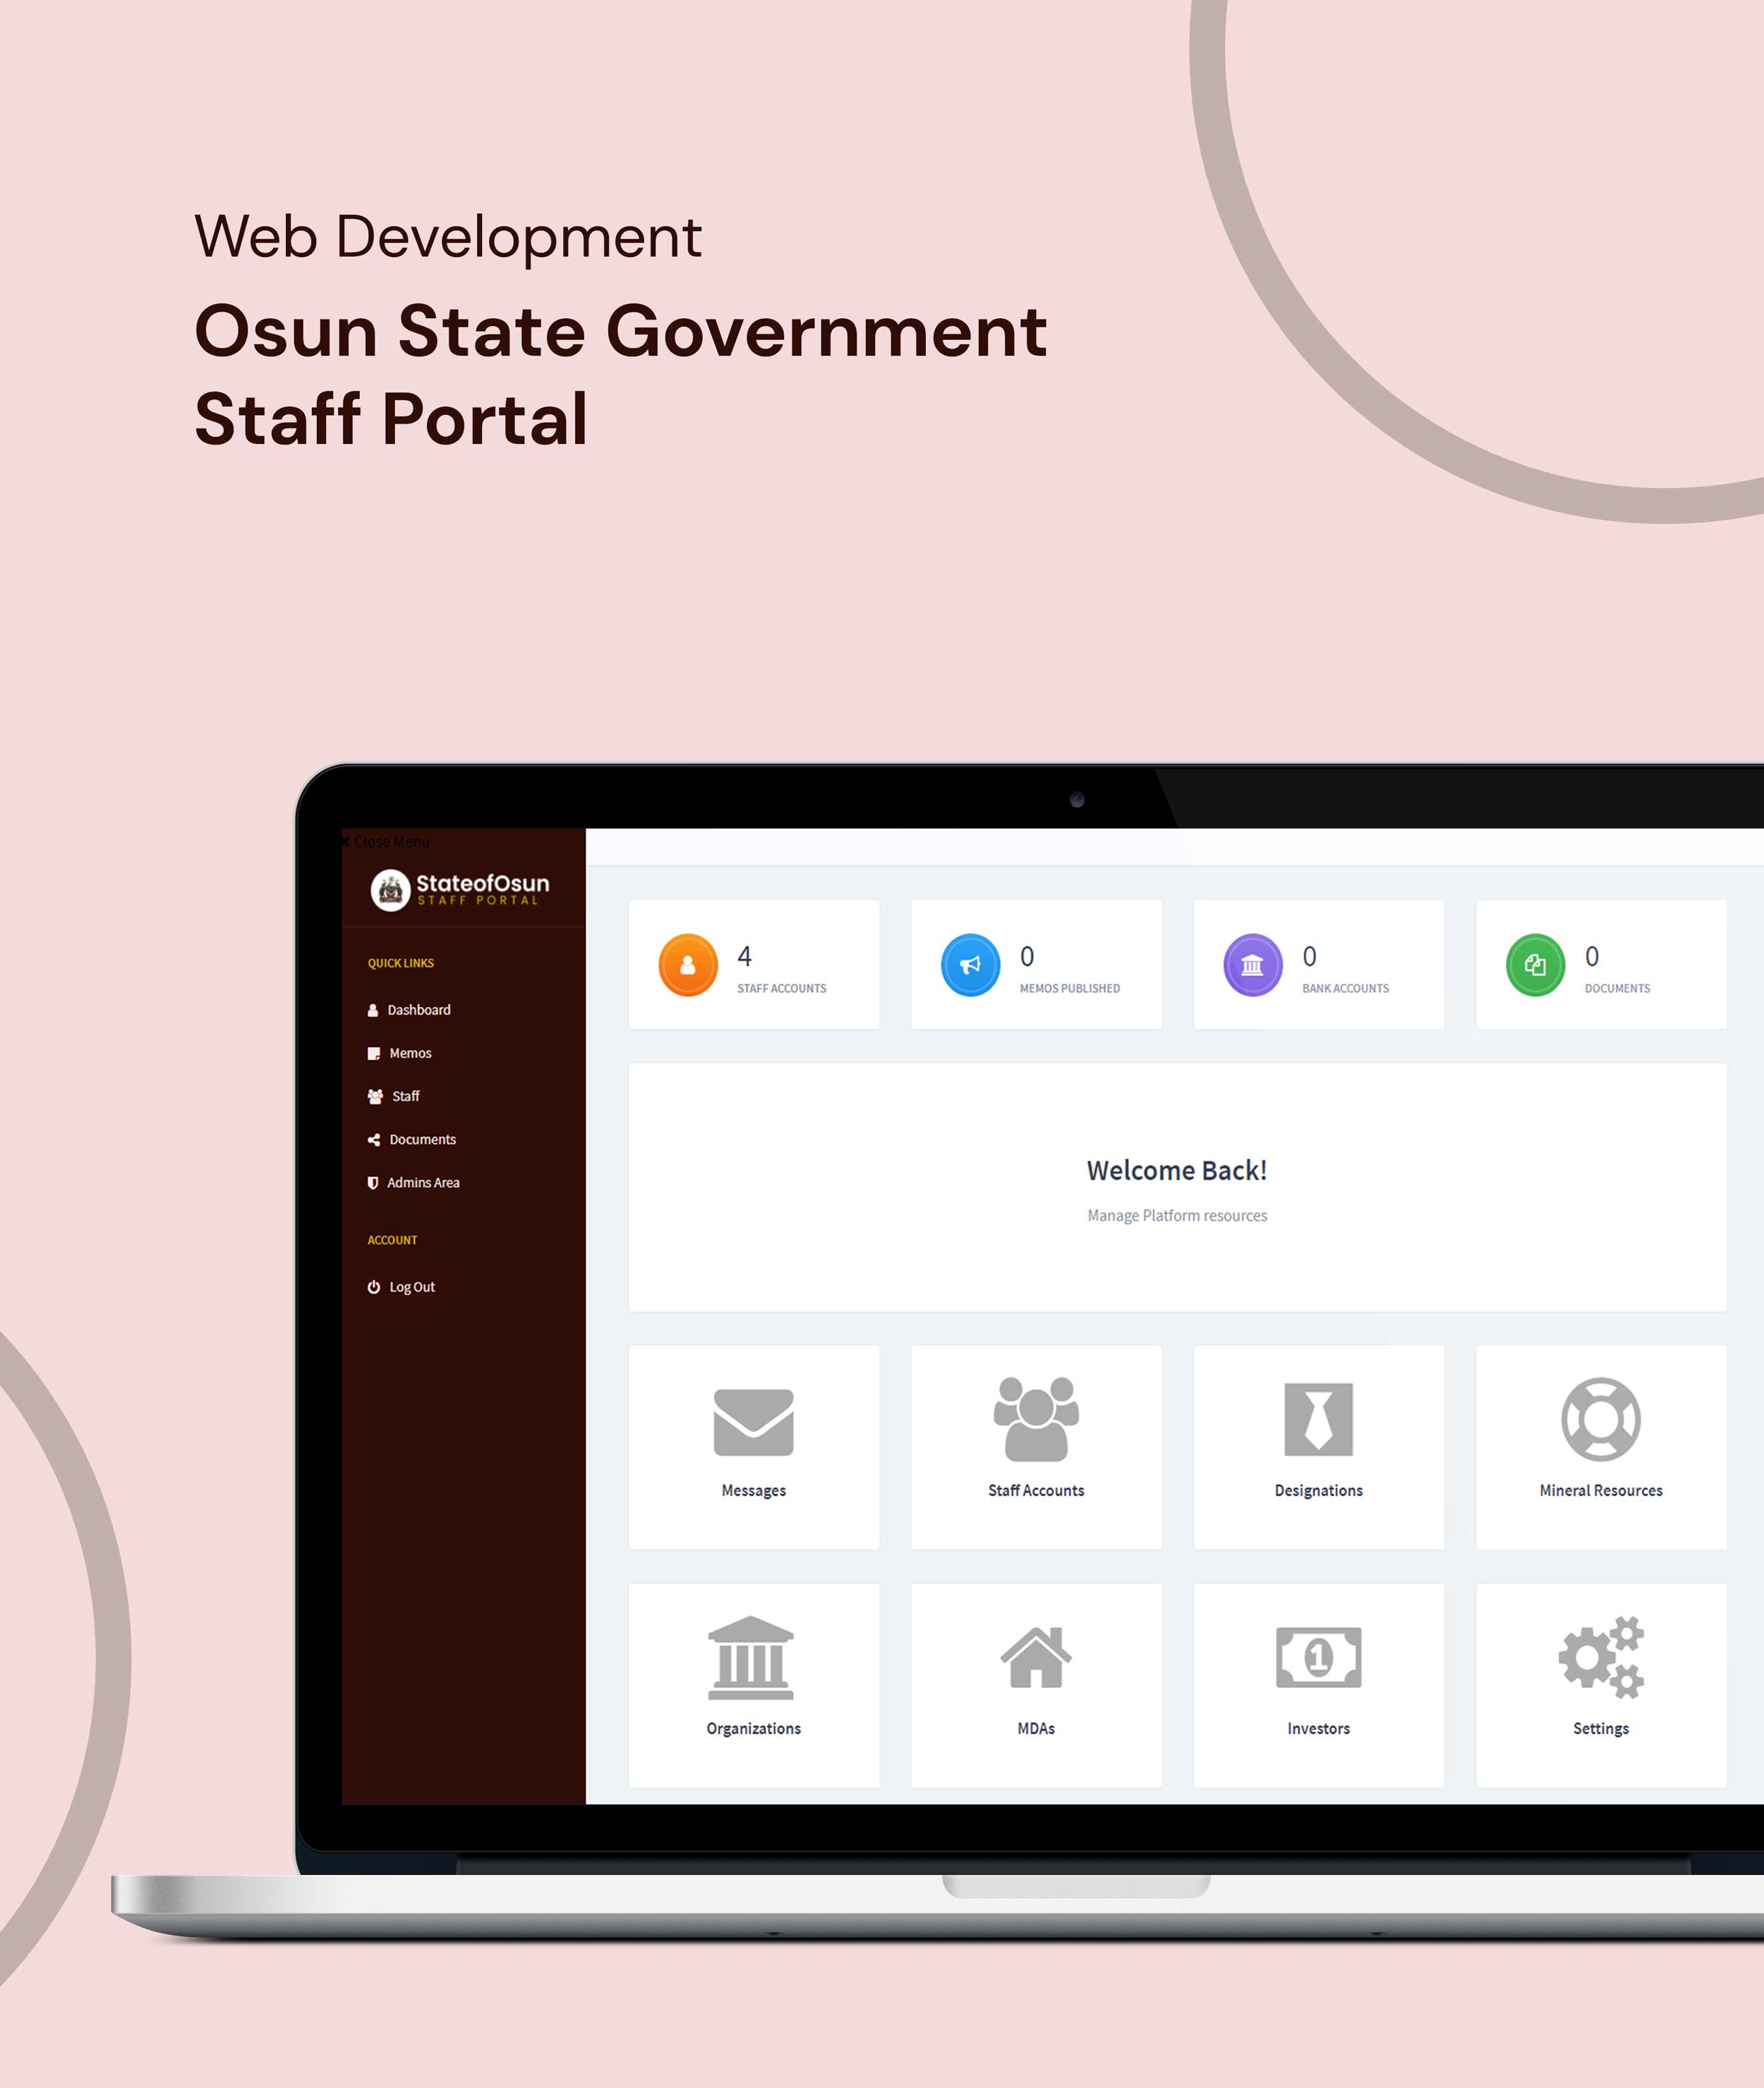 Web Development
Osun State Government
Staff Portal
Close Menu
StateofOsun
STAFF PORTAL
QUICK LINKS
Dashboard
Memos
Staff
Documents
Admins Area
ACCOUNT
Log Out
4
STAFF ACCOUNTS
0
MEMOS PUBLISHED
0
BANK ACCOUNTS
0
DOCUMENTS
Welcome Back!
Manage Platform resources
Messages
Staff Accounts
Designations
Mineral Resources
Organizations
MDAs
1
Investors
Settings